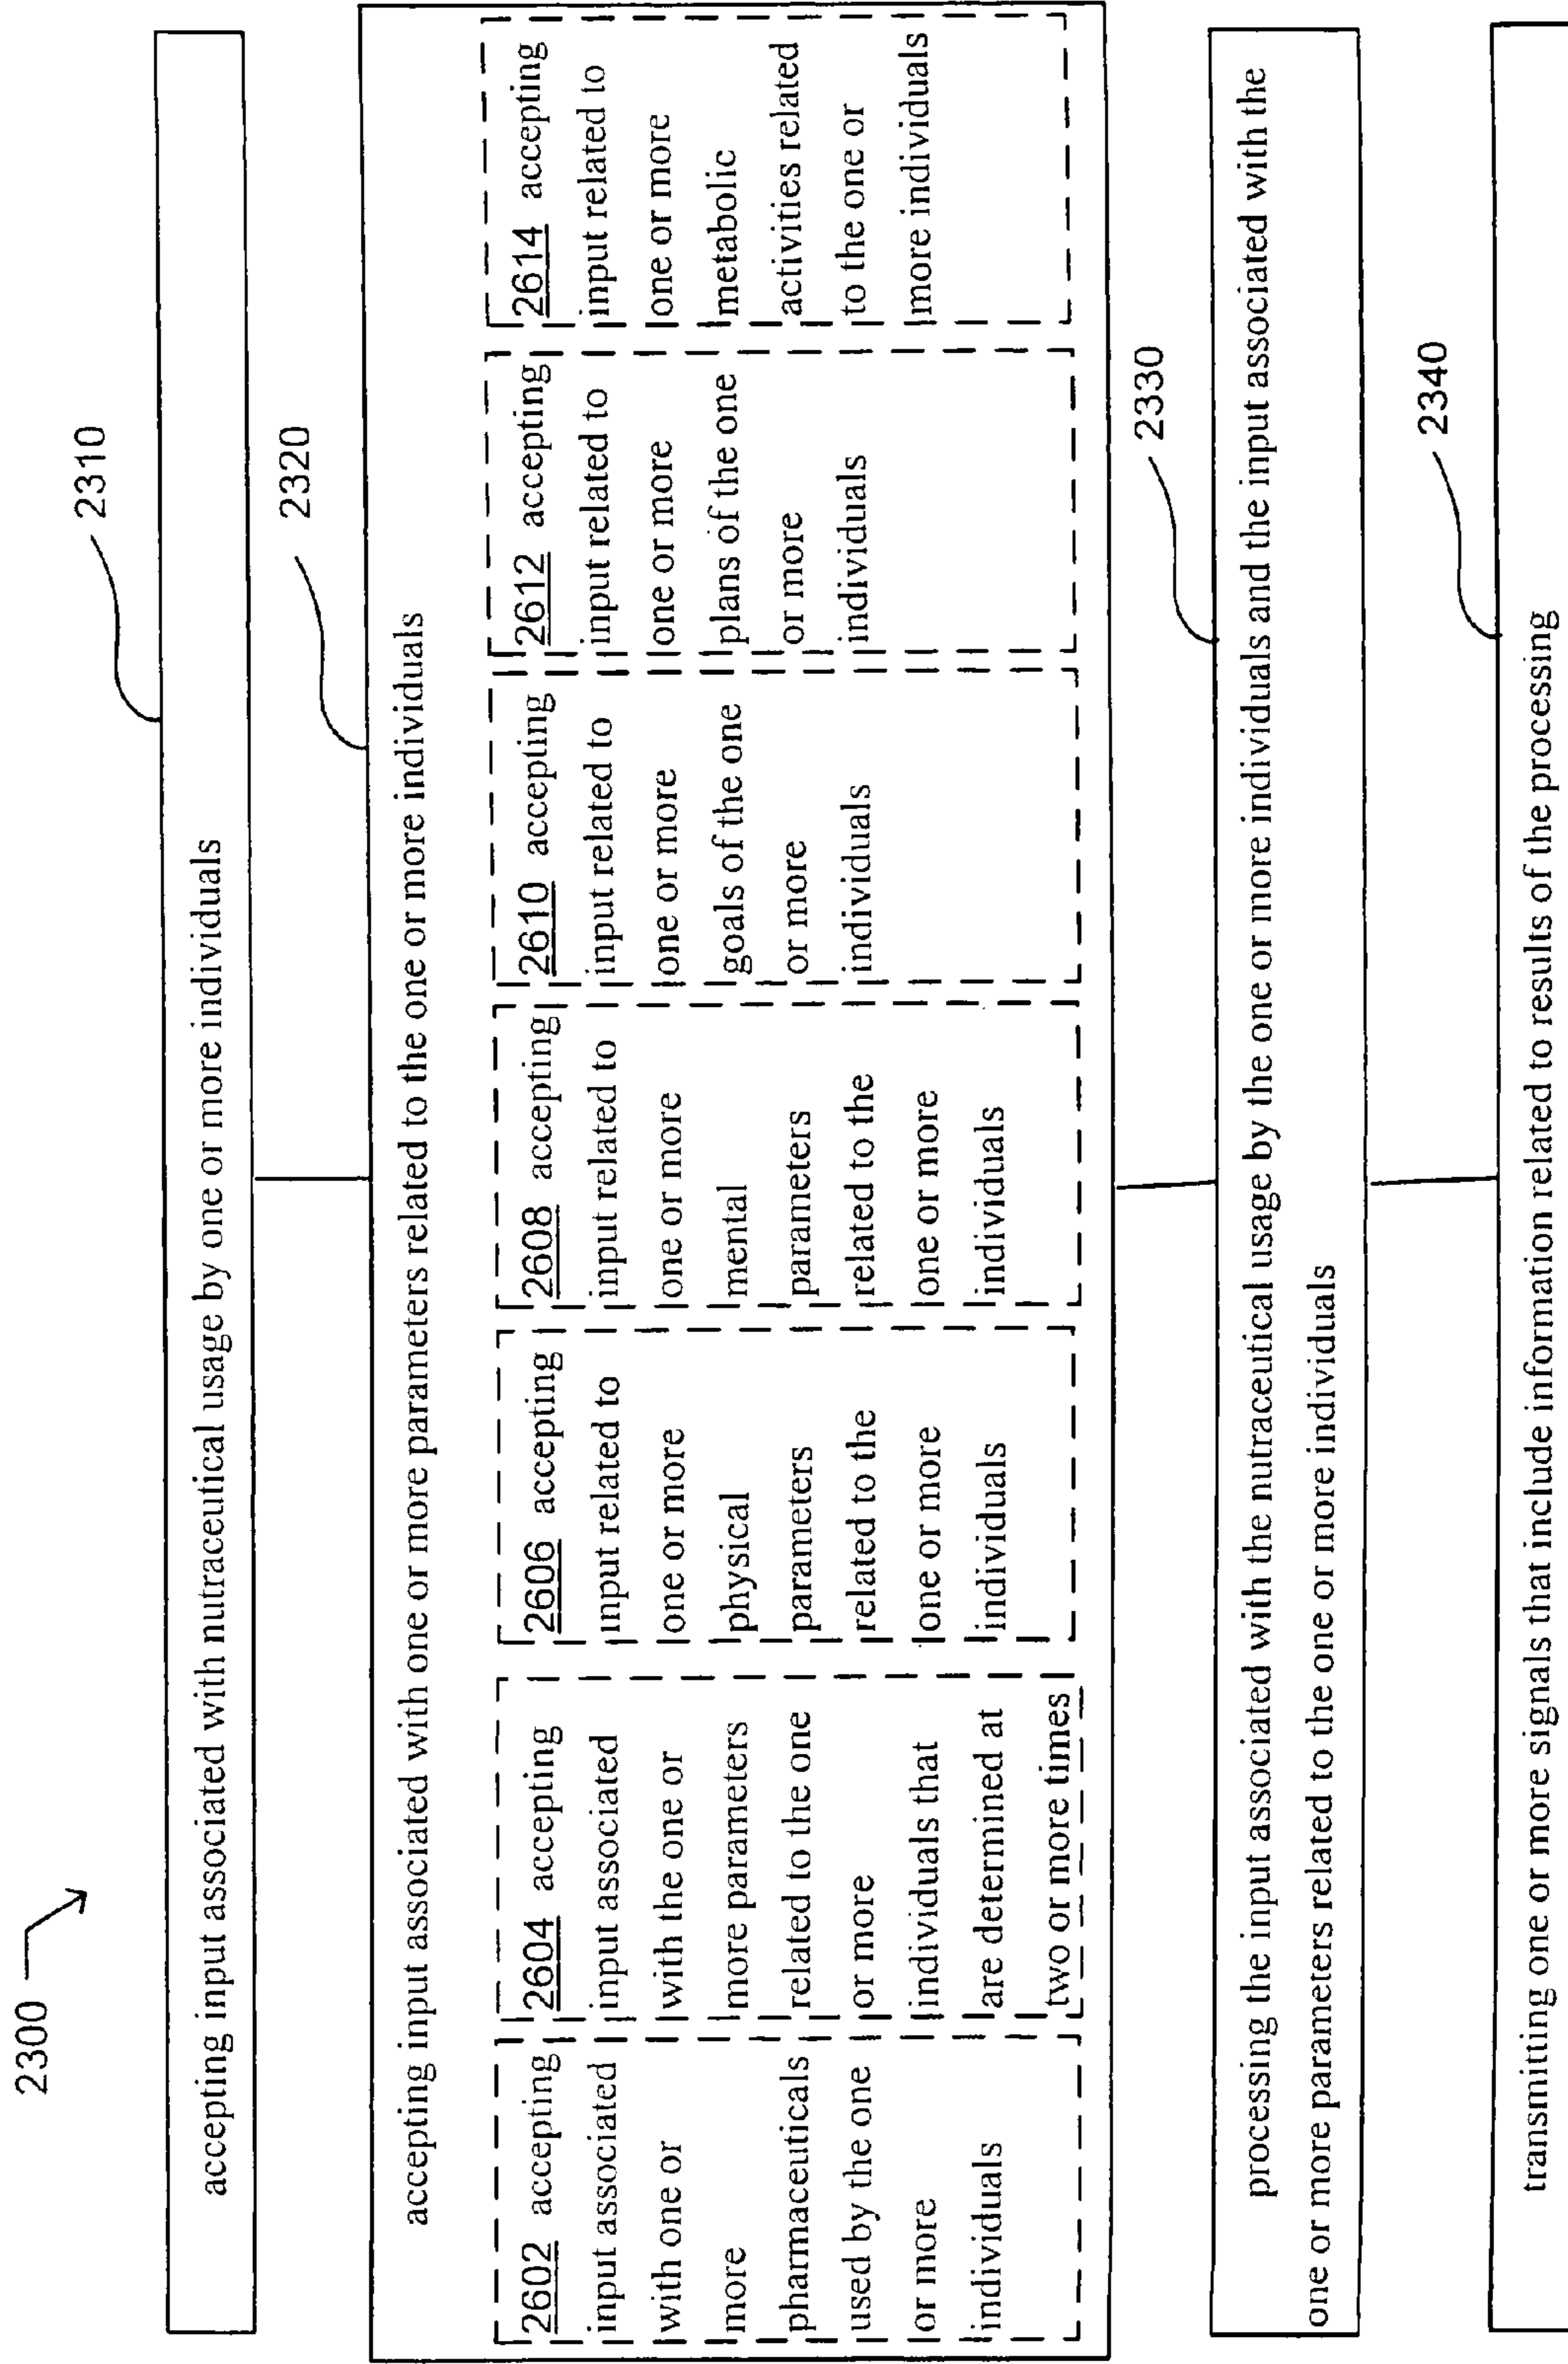 2300
2310
accepting input associated with nutraceutical usage by one or more individuals
2320
accepting input associated with one or more parameters related to the one or more individuals
2602 accepting
input associated
with one or
more
pharmaceuticals
used by the one
or more
individuals
2604 accepting
input associated
with the one or
more parameters
related to the one
or more
individuals that
are determined at
two or more times
2606 accepting
input related to
one or more
physical
parameters
related to the
one or more
individuals
2608 accepting
input related to
one or more
mental
parameters
related to the
one or more
individuals
2610 accepting
input related to
one or more
goals of the one
or more
individuals
2612 accepting
input related to
one or more
plans of the one
or more
individuals
2614 accepting
input related to
one or more
metabolic
activities related
to the one or
more individuals
2330
processing the input associated with the nutraceutical usage by the one or more individuals and the input associated with the
one or more parameters related to the one or more individuals
2340
transmitting one or more signals that include information related to results of the processing